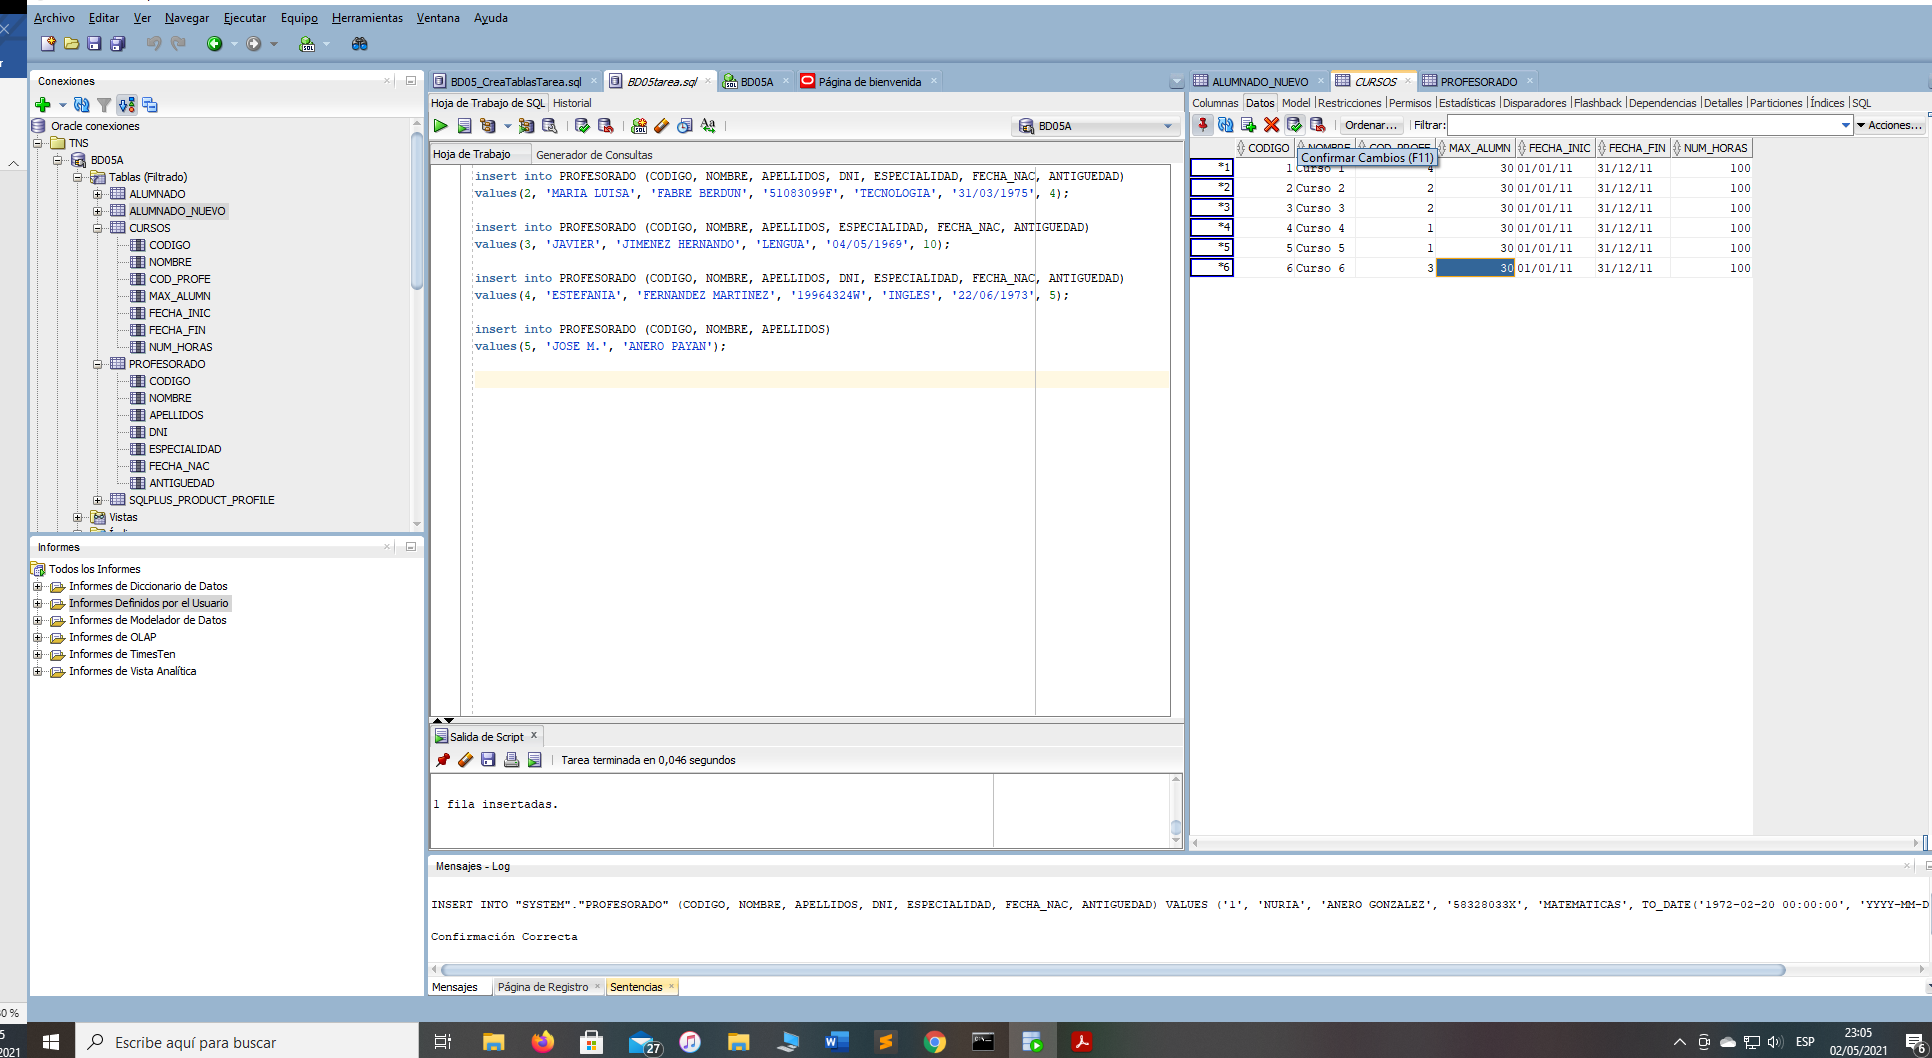 Archivo Editar Ver Navegar Ejecutar Equipo Herramientas Ventana Ayuda
Conexiones
Oracle conexiones
TNS
BD05A
Tablas (Filtrado)
ALUMNADO
ALUMNADO_NUEVO
CURSOS
CODIGO
NOMBRE
COD_PROFE
MAX_ALUMN
FECHA_INIC
FECHA_FIN
NUM_HORAS
PROFESORADO
CODIGO
NOMBRE
APELLIDOS
DNI
ESPECIALIDAD
FECHA_NAC
ANTIGUEDAD
SQLPLUS_PRODUCT_PROFILE
Vistas
Informes
Todos los Informes
Informes de Diccionario de Datos
Informes Definidos por el Usuario
Informes de Modelador de Datos
Informes de OLAP
Informes de TimesTen
Informes de Vista Analítica
BD05_CreaTablasTarea.sql BD05tarea.sql BD05A Página de bienvenida
Hoja de Trabajo de SQL Historial
BD05A
Hoja de Trabajo Generador de Consultas
insert into PROFESORADO (CODIGO, NOMBRE, APELLIDOS, DNI, ESPECIALIDAD, FECHA_NAC, ANTIGUEDAD)
values(2, 'MARIA LUISA', 'FABRE BERDUN', '51083099F', 'TECNOLOGIA', '31/03/1975', 4);
insert into PROFESORADO (CODIGO, NOMBRE, APELLIDOS, ESPECIALIDAD, FECHA_NAC, ANTIGUEDAD)
values(3, 'JAVIER', 'JIMENEZ HERNANDO', 'LENGUA', '04/05/1969', 10);
insert into PROFESORADO (CODIGO, NOMBRE, APELLIDOS, DNI, ESPECIALIDAD, FECHA_NAC, ANTIGUEDAD)
values(4, 'ESTEFANIA', 'FERNANDEZ MARTINEZ', '19964324W', 'INGLES', '22/06/1973', 5);
insert into PROFESORADO (CODIGO, NOMBRE, APELLIDOS)
values(5, 'JOSE M.', 'ANERO PAYAN');
Salida de Script
Tarea terminada en 0,046 segundos
1 fila insertadas.
ALUMNADO_NUEVO CURSOS PROFESORADO
Columnas Datos Model Restricciones Permisos Estadísticas Disparadores Flashback Dependencias Detalles Particiones Índices SQL
Ordenar... Filtrar: Acciones...
CODIGO NOMBRE COD_PROFE MAX_ALUMN FECHA_INIC FECHA_FIN NUM_HORAS
Confirmar Cambios (F11)
*1 1 Curso 1 4 30 01/01/11 31/12/11 100
*2 2 Curso 2 2 30 01/01/11 31/12/11 100
*3 3 Curso 3 2 30 01/01/11 31/12/11 100
*4 4 Curso 4 1 30 01/01/11 31/12/11 100
*5 5 Curso 5 1 30 01/01/11 31/12/11 100
*6 6 Curso 6 3 30 01/01/11 31/12/11 100
Mensajes - Log
INSERT INTO "SYSTEM"."PROFESORADO" (CODIGO, NOMBRE, APELLIDOS, DNI, ESPECIALIDAD, FECHA_NAC, ANTIGUEDAD) VALUES ('1', 'NURIA', 'ANERO GONZALEZ', '58328033X', 'MATEMATICAS', TO_DATE('1972-02-20 00:00:00', 'YYYY-MM-D
Confirmación Correcta
Mensajes Página de Registro Sentencias
Escribe aquí para buscar
27
ESP
23:05
02/05/2021
6